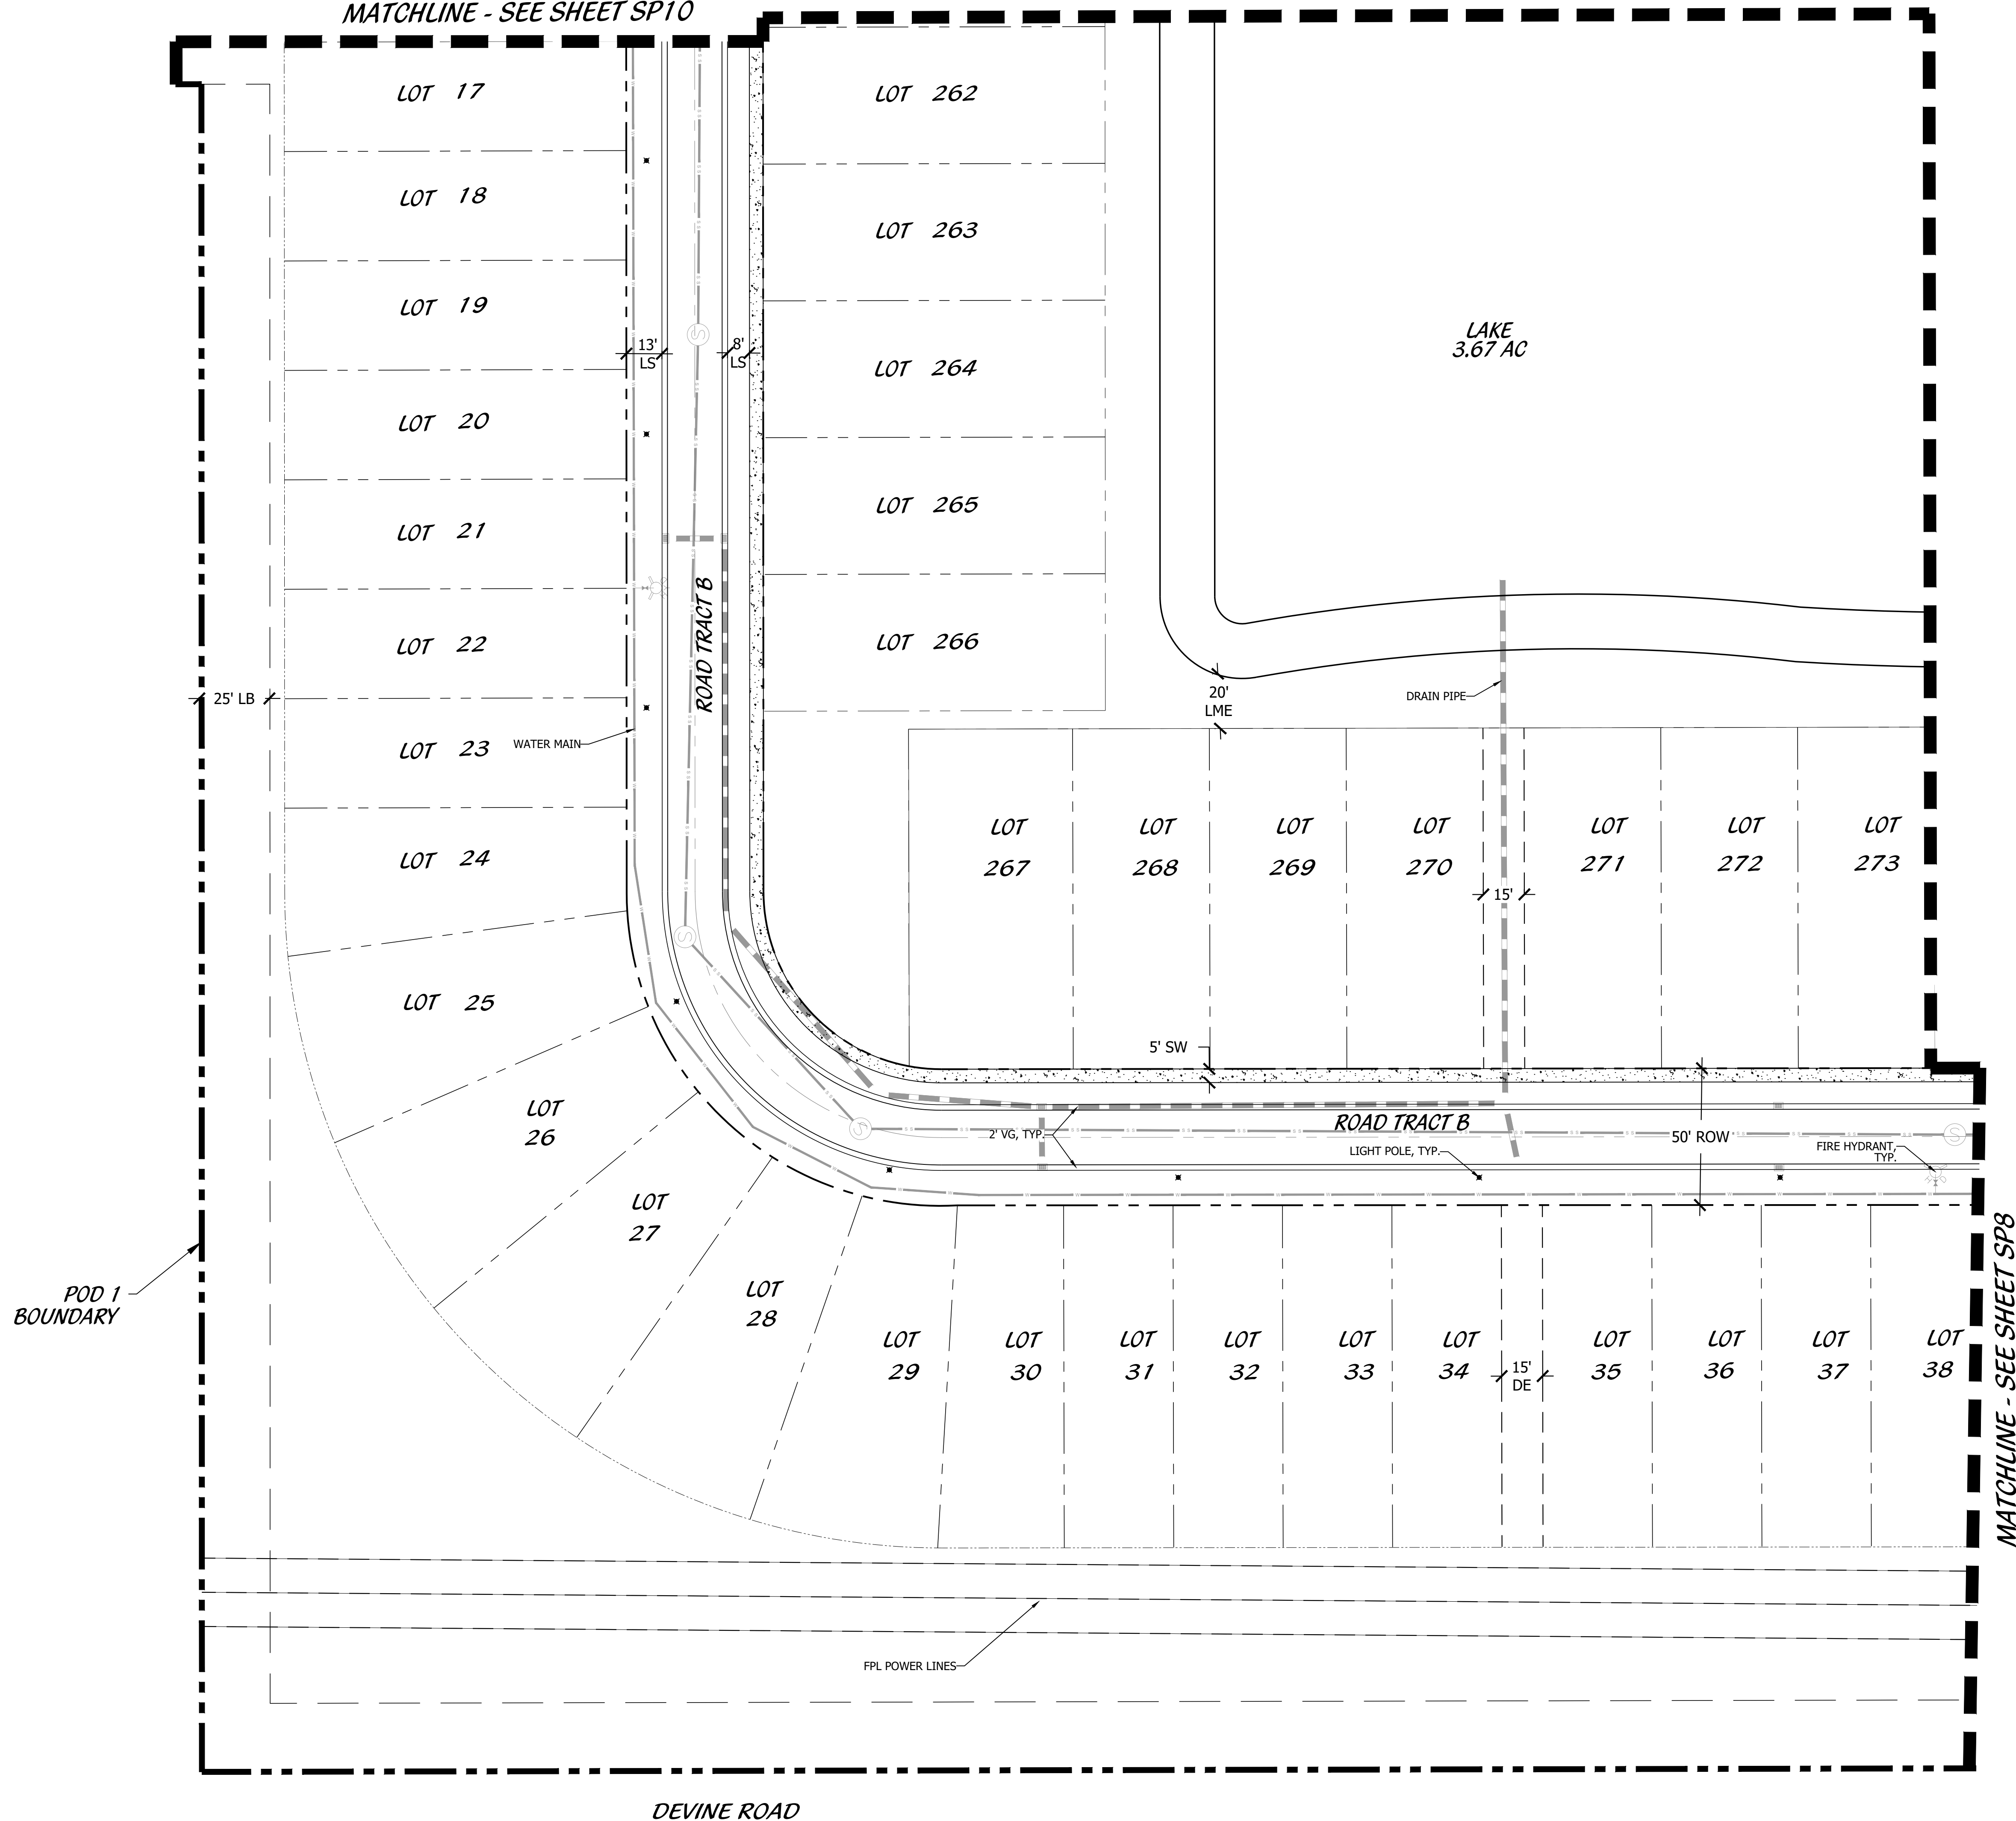 MATCHLINE - SEE SHEET SP10
LOT 17
LOT 18
LOT 19
LOT 20
LOT 21
LOT 22
LOT 23
LOT 24
LOT 25
LOT
26
LOT
27
LOT
28
LOT
29
LOT
30
LOT
31
LOT
32
LOT
33
LOT
34
15'
DE
LOT
35
LOT
36
LOT
37
LOT
38
LOT 262
LOT 263
LOT 264
LOT 265
LOT 266
LOT
267
LOT
268
LOT
269
LOT
270
15'
LOT
271
LOT
272
LOT
273
LAKE
3.67 AC
13'
LS
8'
LS
ROAD TRACT B
25' LB
WATER MAIN
20'
LME
DRAIN PIPE
5' SW
ROAD TRACT B
2' VG, TYP.
LIGHT POLE, TYP.
50' ROW
FIRE HYDRANT,
TYP.
POD 1
BOUNDARY
FPL POWER LINES
MATCHLINE - SEE SHEET SP8
DEVINE ROAD
S
S
S
S